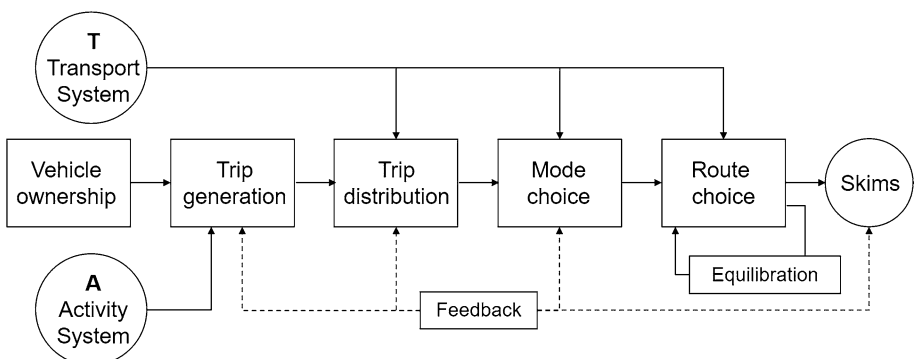 T
Transport
System
Vehicle
ownership
Trip
generation
Trip
distribution
Mode
choice
Route
choice
Skims
Equilibration
A
Activity
System
Feedback